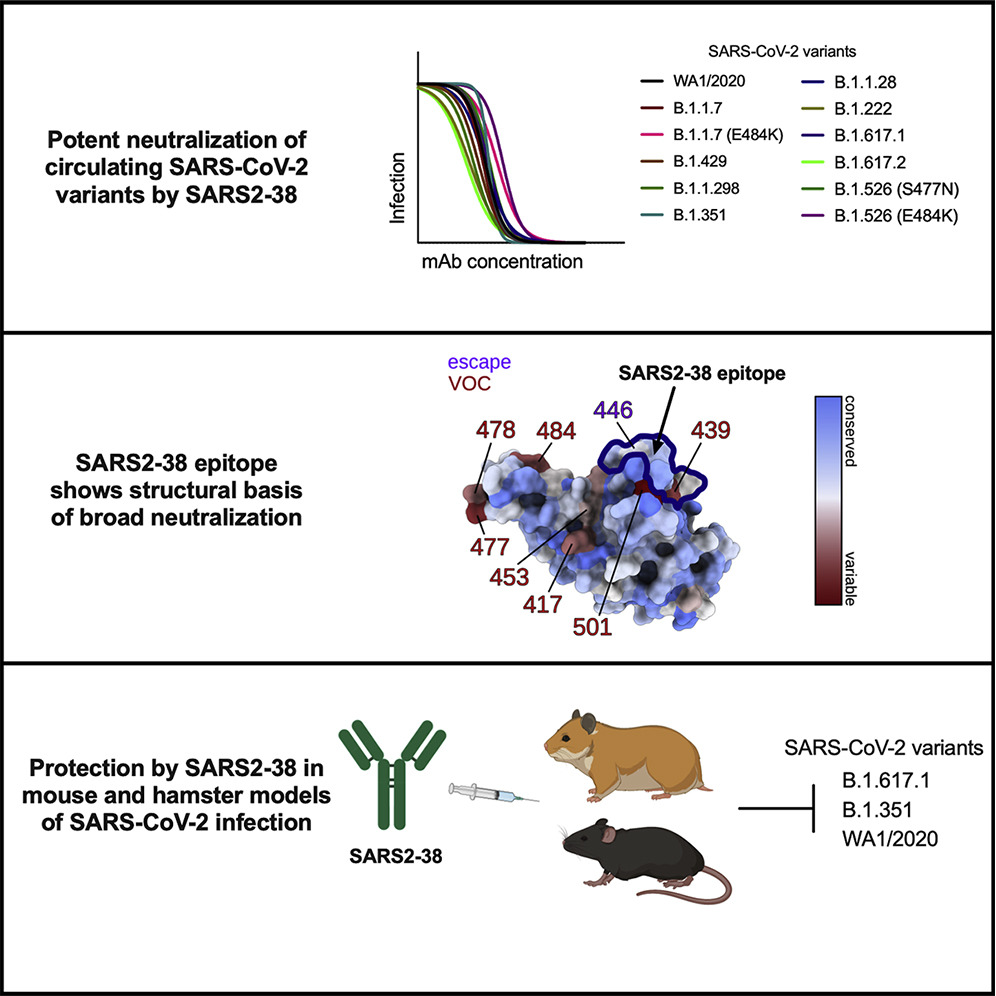 Potent neutralization of
circulating SARS-CoV-2
variants by SARS2-38
Infection
mAb concentration
SARS-CoV-2 variants
WA1/2020
B.1.1.7
B.1.1.7 (E484K)
B.1.429
B.1.1.298
B.1.351
B.1.1.28
B.1.222
B.1.617.1
B.1.617.2
B.1.526 (S477N)
B.1.526 (E484K)
SARS2-38 epitope
shows structural basis
of broad neutralization
escape
VOC
SARS2-38 epitope
446
478
484
439
477
453
417
501
conserved
variable
Protection by SARS2-38 in
mouse and hamster models
of SARS-CoV-2 infection
SARS2-38
SARS-CoV-2 variants
B.1.617.1
B.1.351
WA1/2020